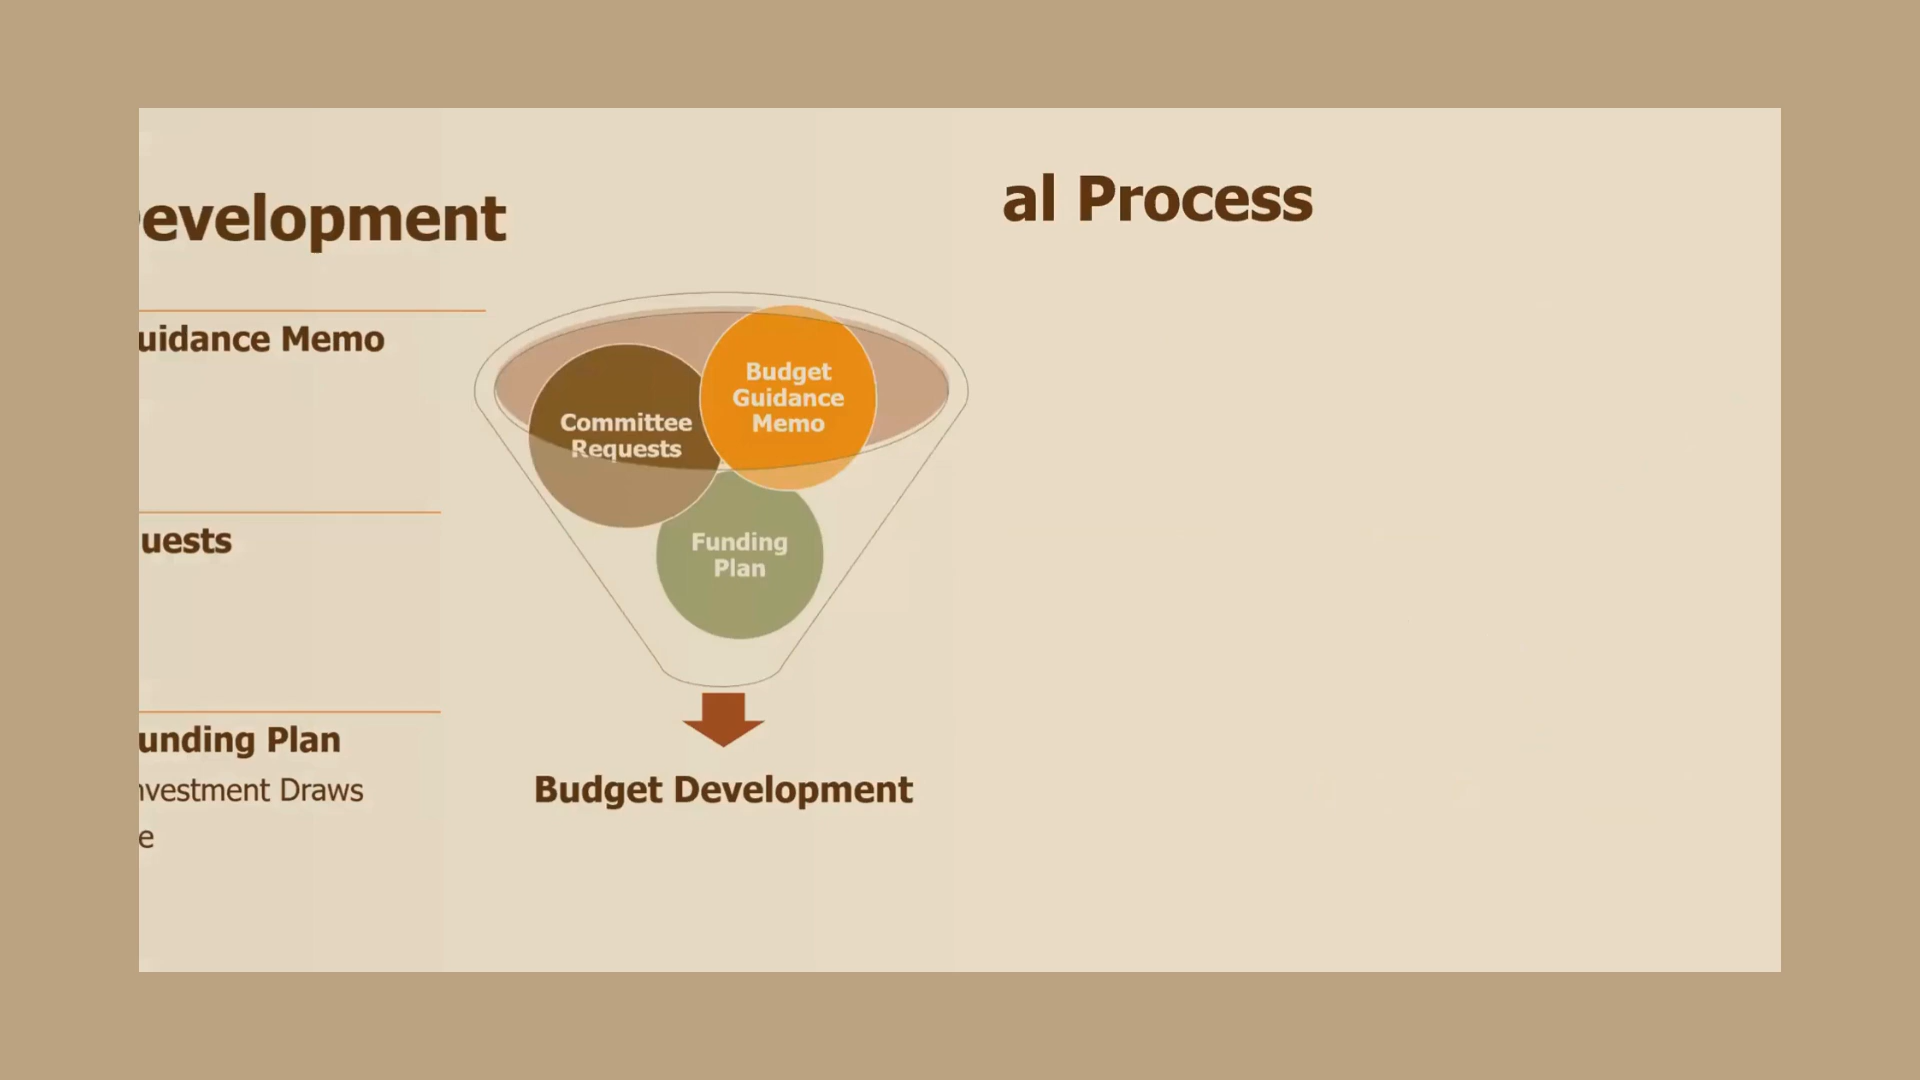 evelopment
al Process
uidance Memo
uests
unding Plan
nvestment Draws
e
Budget
Guidance
Memo
Committee
Requests
Funding
Plan
Budget Development